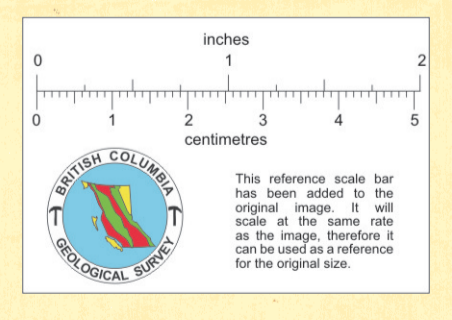 inches
0 1 2
0 1 2 3 4 5
centimetres
BRITISH COLUMBIA
GEOLOGICAL SURVEY
This reference scale bar
has been added to the
original image. It will
scale at the same rate
as the image, therefore it
can be used as a reference
for the original size.